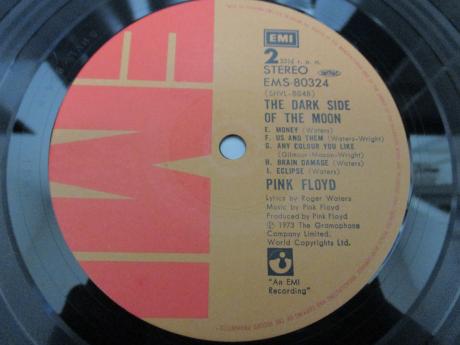 EMI
EMI
2
33⅓ r. p. m.
STEREO
EMS-80324
(SHVL-8048)
THE DARK SIDE
OF THE MOON
E. MONEY (Waters)
F. US AND THEM (Waters-Wright)
G. ANY COLOUR YOU LIKE
(Gilmour-Mason-Wright)
H. BRAIN DAMAGE (Waters)
I. ECLIPSE (Waters)
PINK FLOYD
Lyrics by Roger Waters
Music by Pink Floyd
Produced by Pink Floyd
Ⓟ 1973 The Gramophone
Company Limited.
World Copyrights Ltd.
"An EMI
Recording"